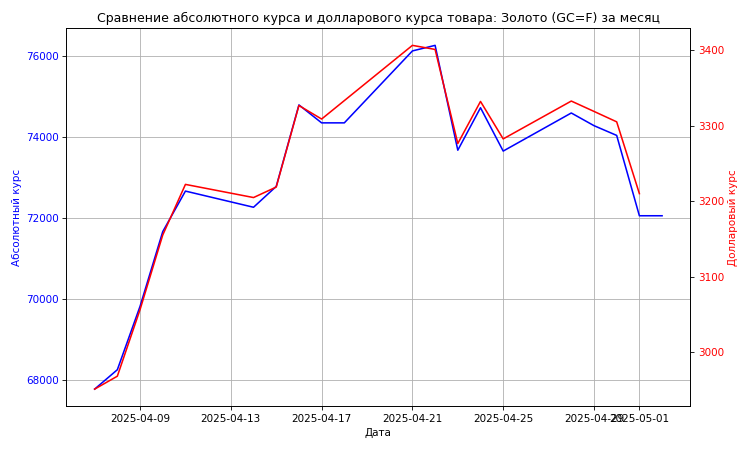 Сравнение абсолютного курса и долларового курса товара: Золото (GC=F) за месяц
76000
74000
72000
70000
68000
Абсолютный курс
3400
3300
3200
3100
3000
Долларовый курс
2025-04-09 2025-04-13 2025-04-17 2025-04-21 2025-04-25 2025-04-29 2025-05-01
Дата